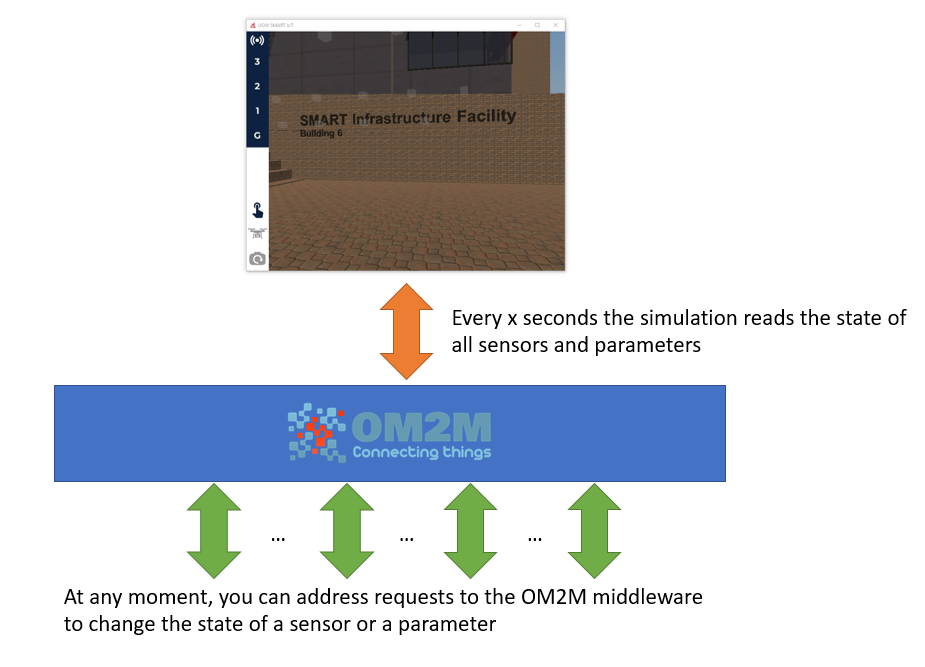 UOW SMART IoT
3
2
1
G
SMART Infrastructure Facility
Building 6
Every x seconds the simulation reads the state of
all sensors and parameters
OM2M
Connecting things
... ... ...
At any moment, you can address requests to the OM2M middleware
to change the state of a sensor or a parameter